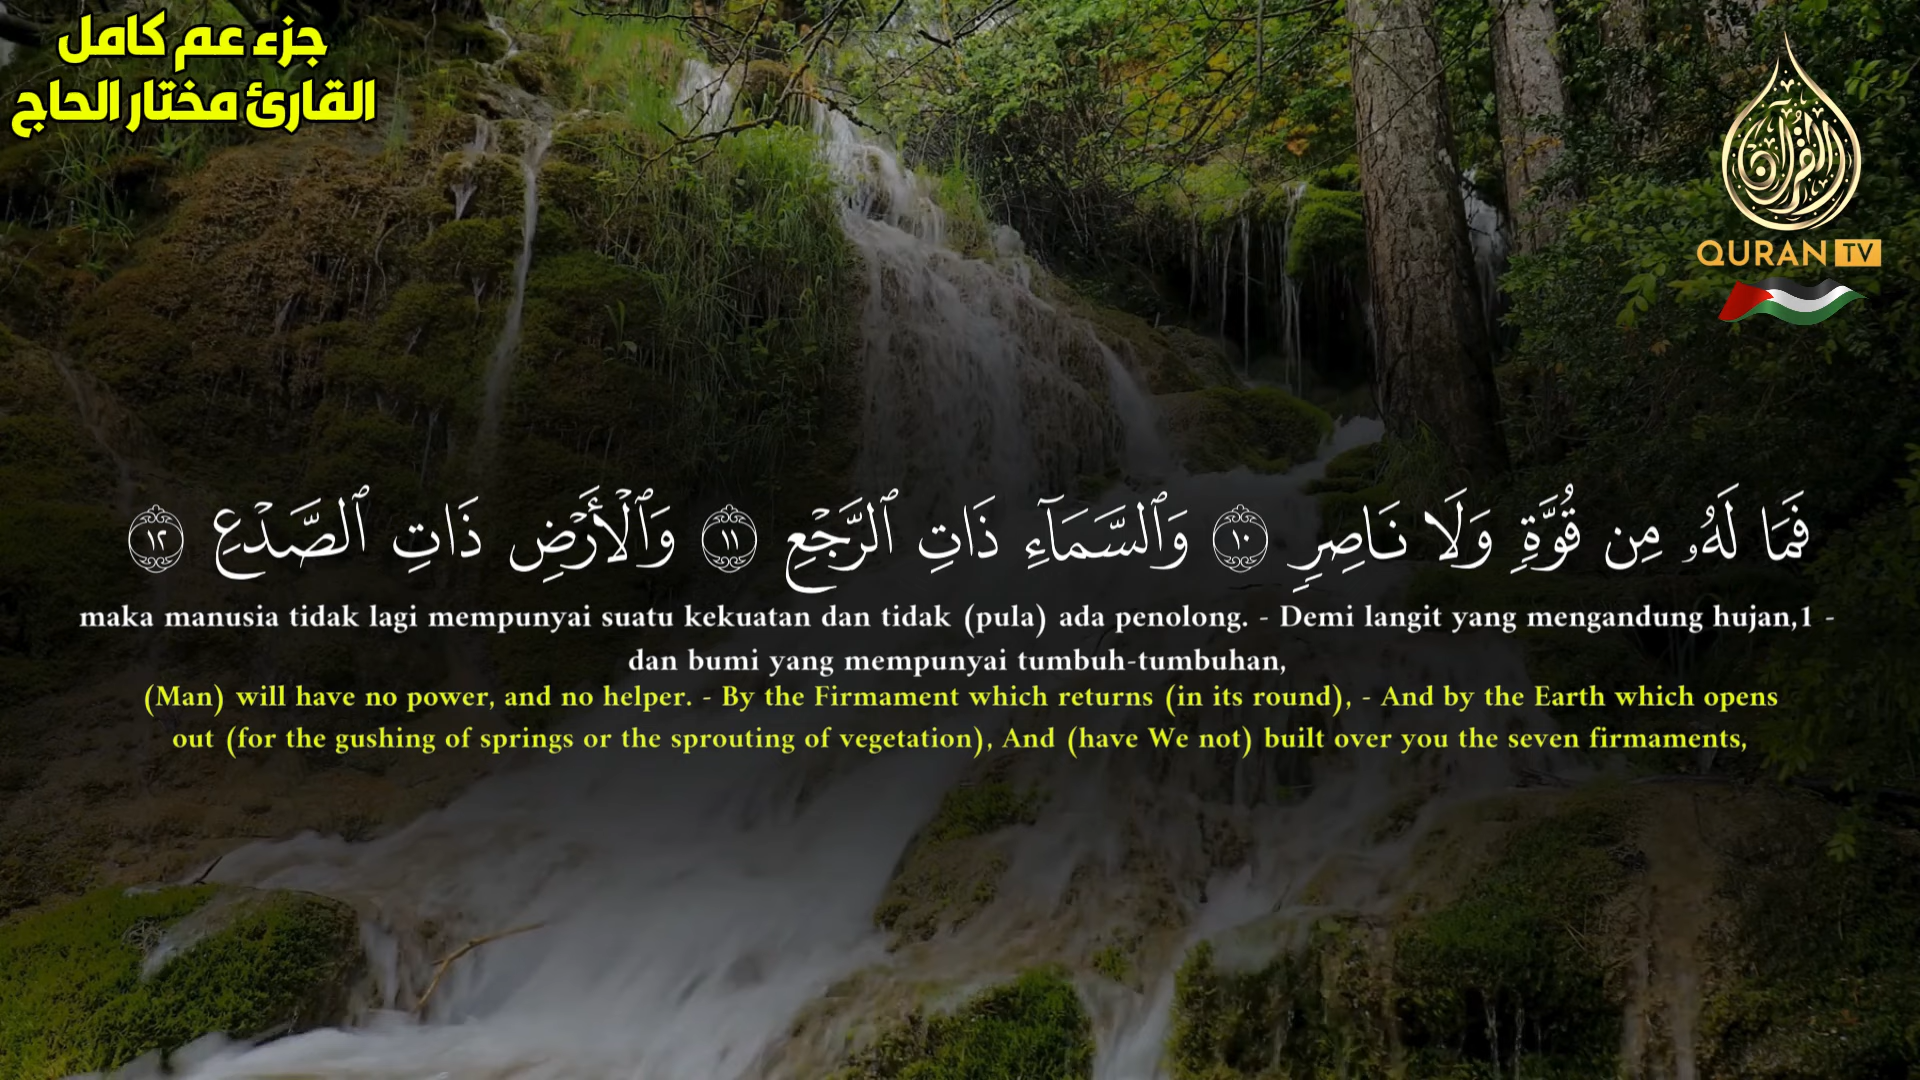 جزء عم كامل
القارئ مختار الحاج
القرآن
QURAN TV
فَمَا لَهُۥ مِن قُوَّةٍ وَلَا نَاصِرٍ ١٠ وَٱلسَّمَآءِ ذَاتِ ٱلرَّجْعِ ١١ وَٱلْأَرْضِ ذَاتِ ٱلصَّدْعِ ١٢
maka manusia tidak lagi mempunyai suatu kekuatan dan tidak (pula) ada penolong. - Demi langit yang mengandung hujan,1 -
dan bumi yang mempunyai tumbuh-tumbuhan,
(Man) will have no power, and no helper. - By the Firmament which returns (in its round), - And by the Earth which opens
out (for the gushing of springs or the sprouting of vegetation), And (have We not) built over you the seven firmaments,